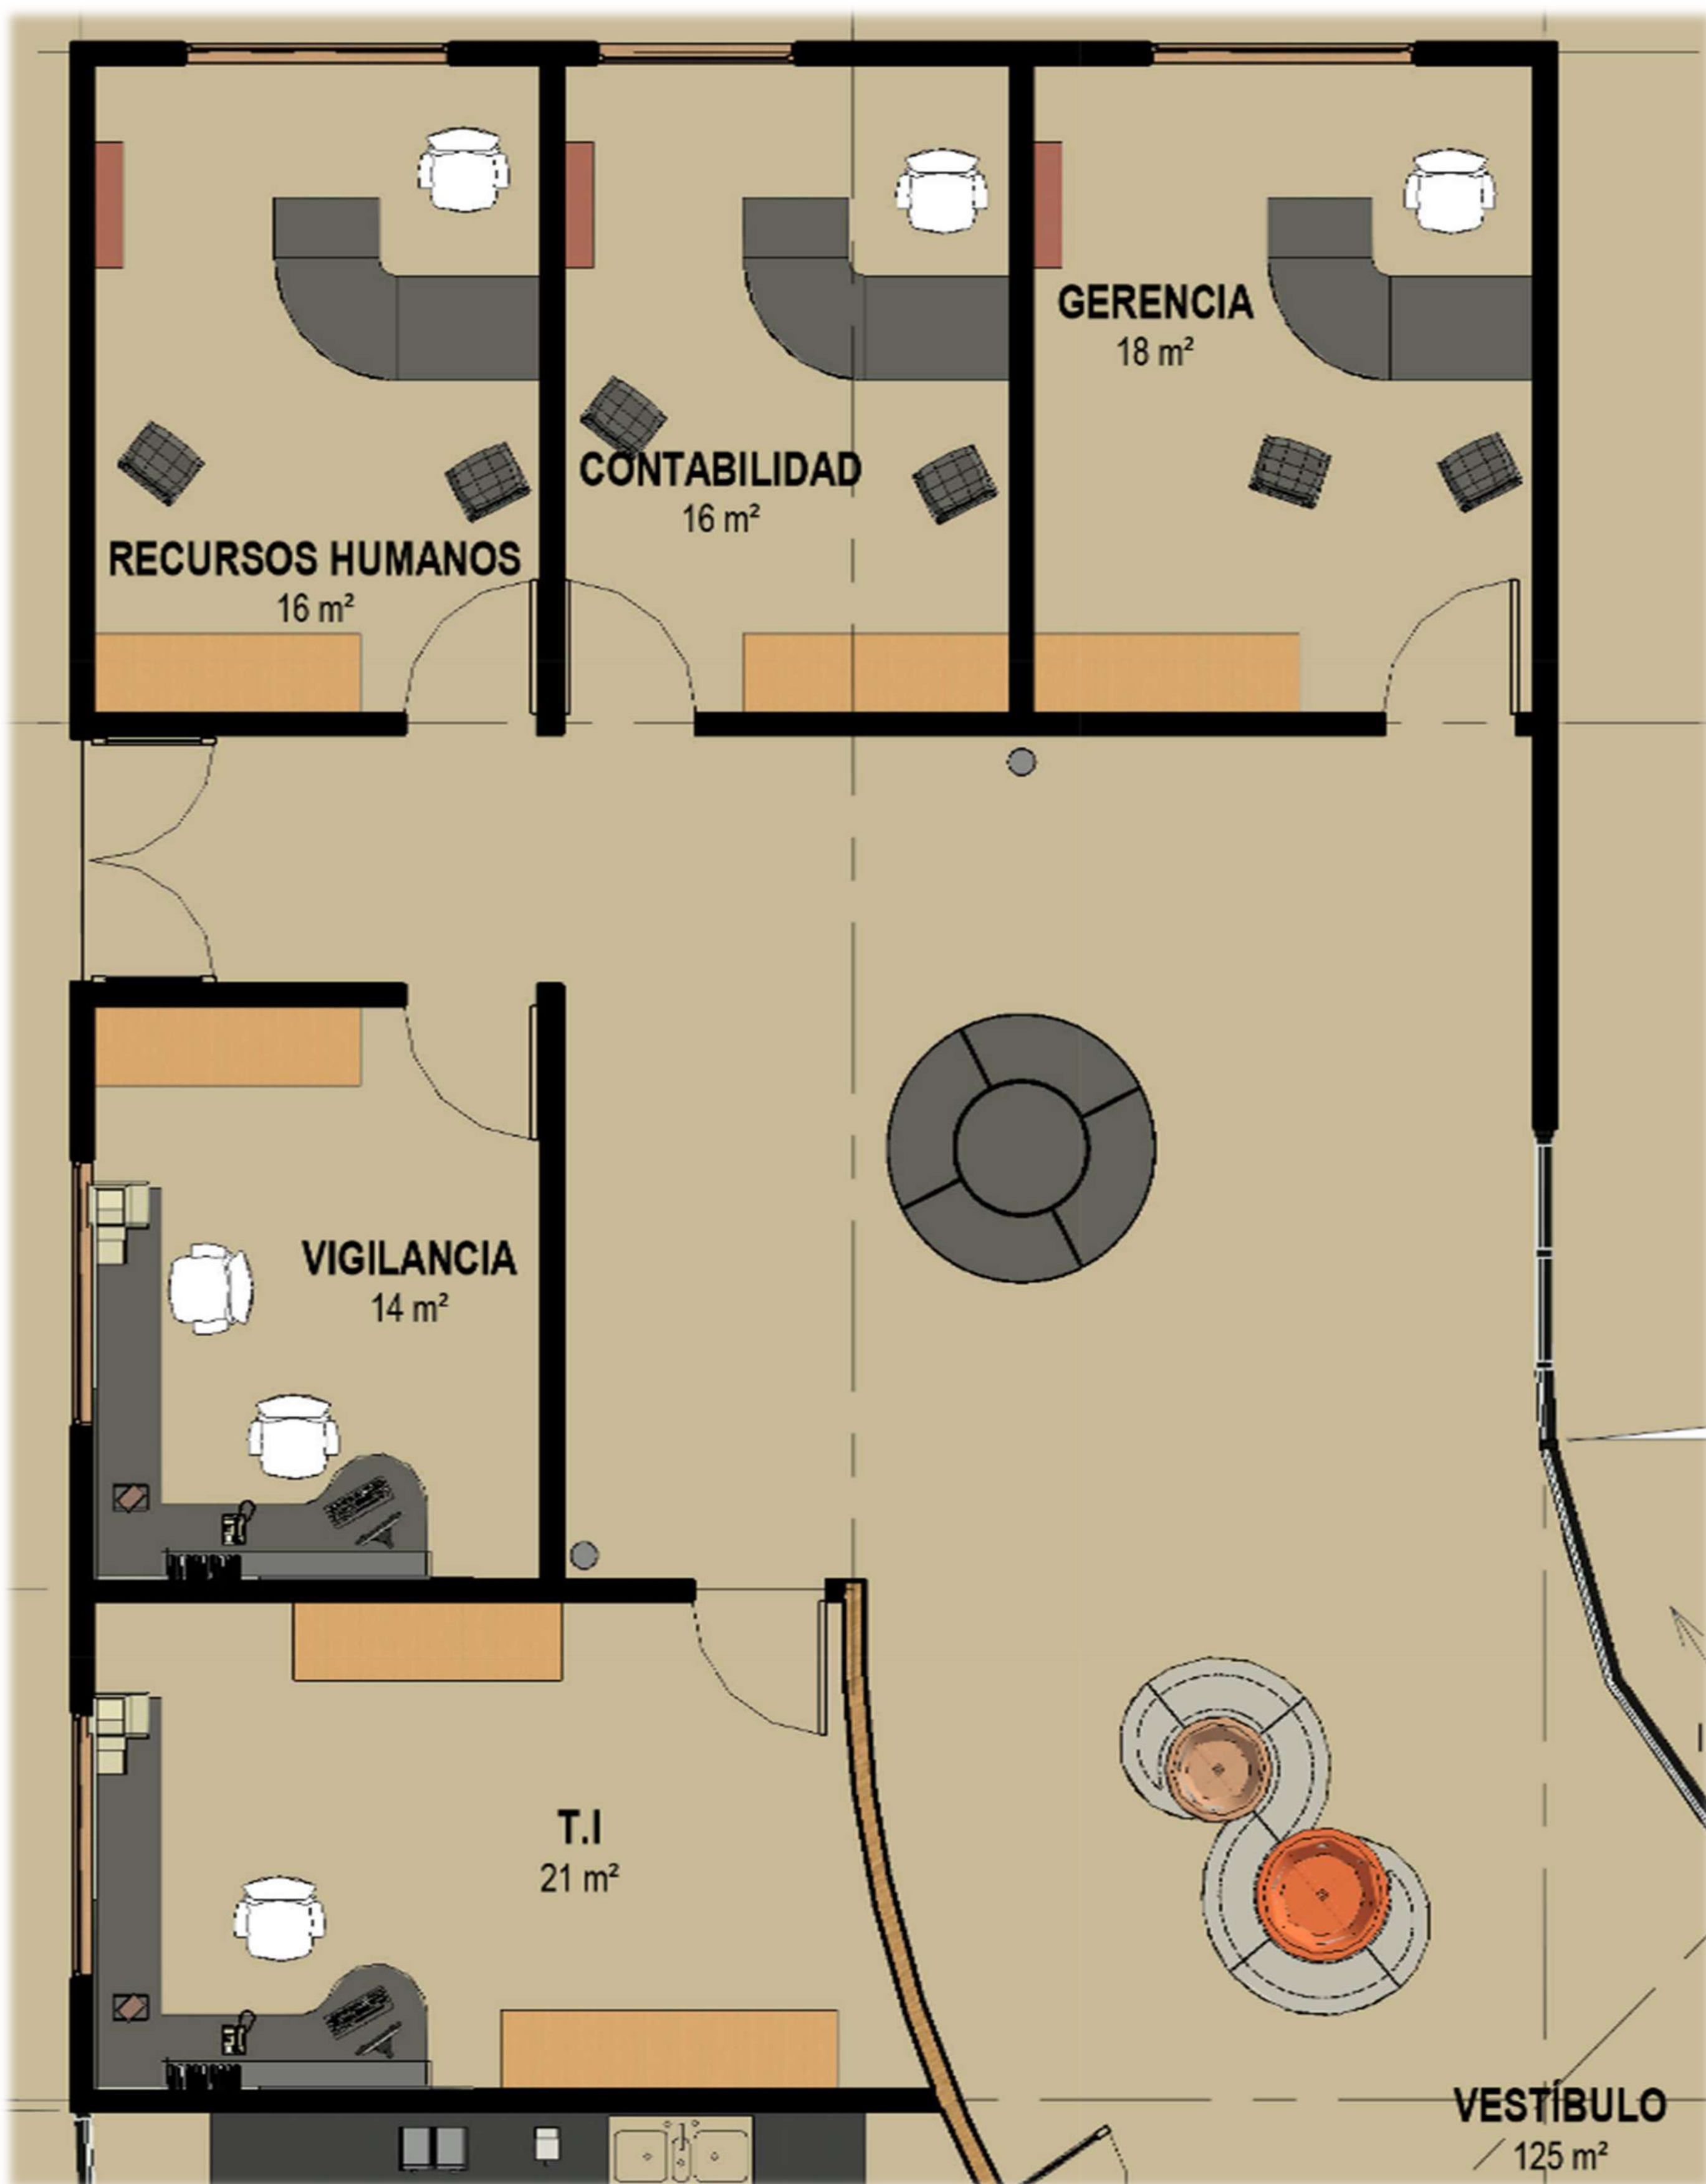 GERENCIA
18 m²
CONTABILIDAD
16 m²
RECURSOS HUMANOS
16 m²
VIGILANCIA
14 m²
T.I
21 m²
VESTÍBULO
125 m²